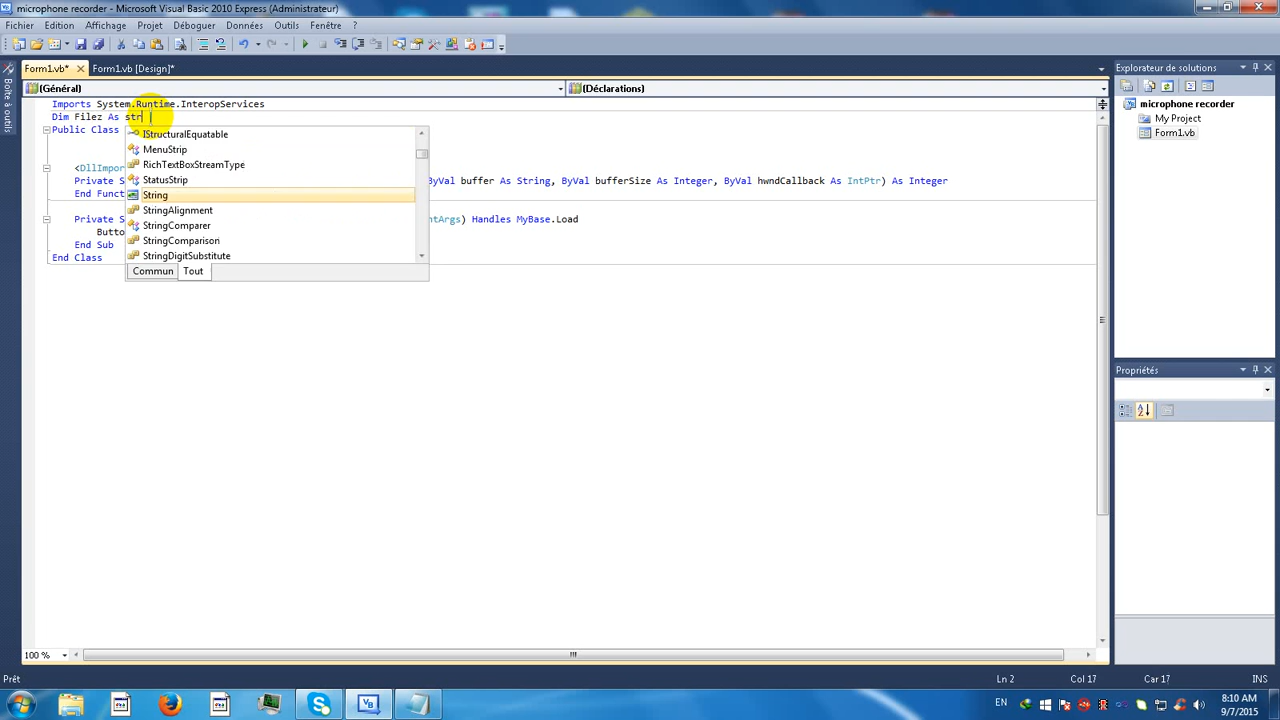 microphone recorder - Microsoft Visual Basic 2010 Express (Administrateur)
Fichier Edition Affichage Projet Déboguer Données Outils Fenêtre ?
Form1.vb* Form1.vb [Design]*
Boîte à outils
(Général) (Déclarations)
Imports System.Runtime.InteropServices
Dim Filez As str
Public Class
<DllImpor
Private S ByVal buffer As String, ByVal bufferSize As Integer, ByVal hwndCallback As IntPtr) As Integer
End Funct
Private S ntArgs) Handles MyBase.Load
Butto
End Sub
End Class
IStructuralEquatable
MenuStrip
RichTextBoxStreamType
StatusStrip
String
StringAlignment
StringComparer
StringComparison
StringDigitSubstitute
Commun Tout
Explorateur de solutions
microphone recorder
My Project
Form1.vb
Propriétés
100 %
Prêt Ln 2 Col 17 Car 17 INS
EN 8:10 AM
9/7/2015